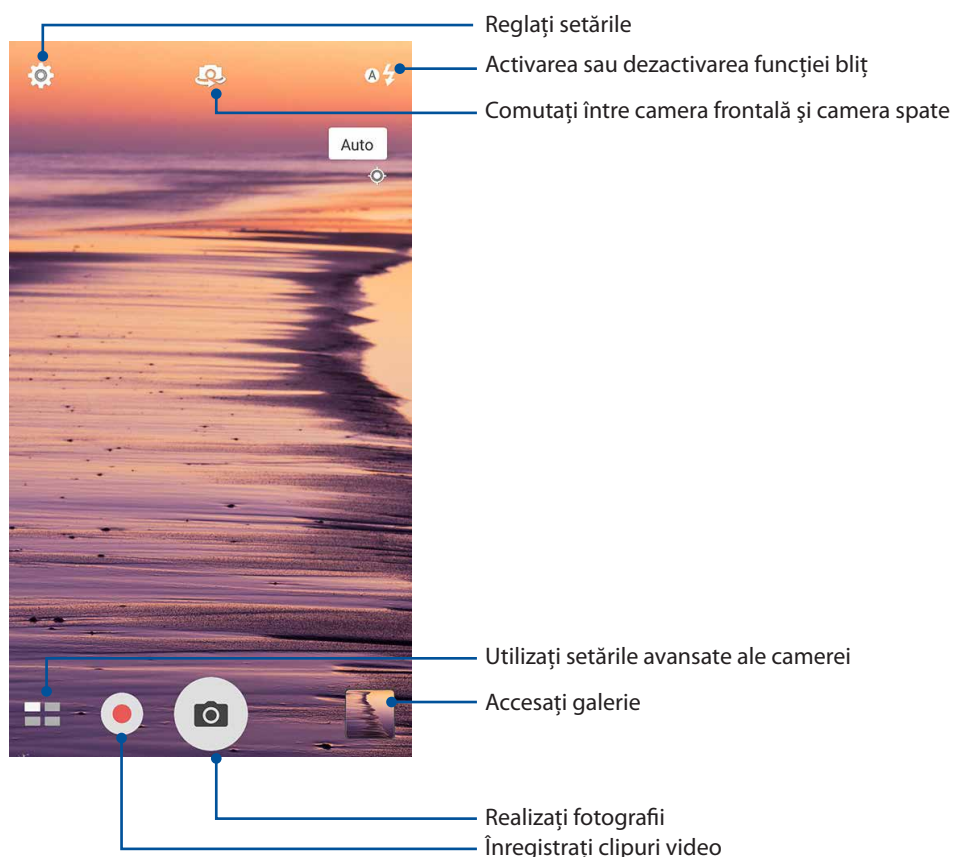 Reglați setările
Activarea sau dezactivarea funcției bliț
Comutați între camera frontală şi camera spate
A
Auto
Utilizați setările avansate ale camerei
Accesați galerie
Realizați fotografii
Înregistrați clipuri video